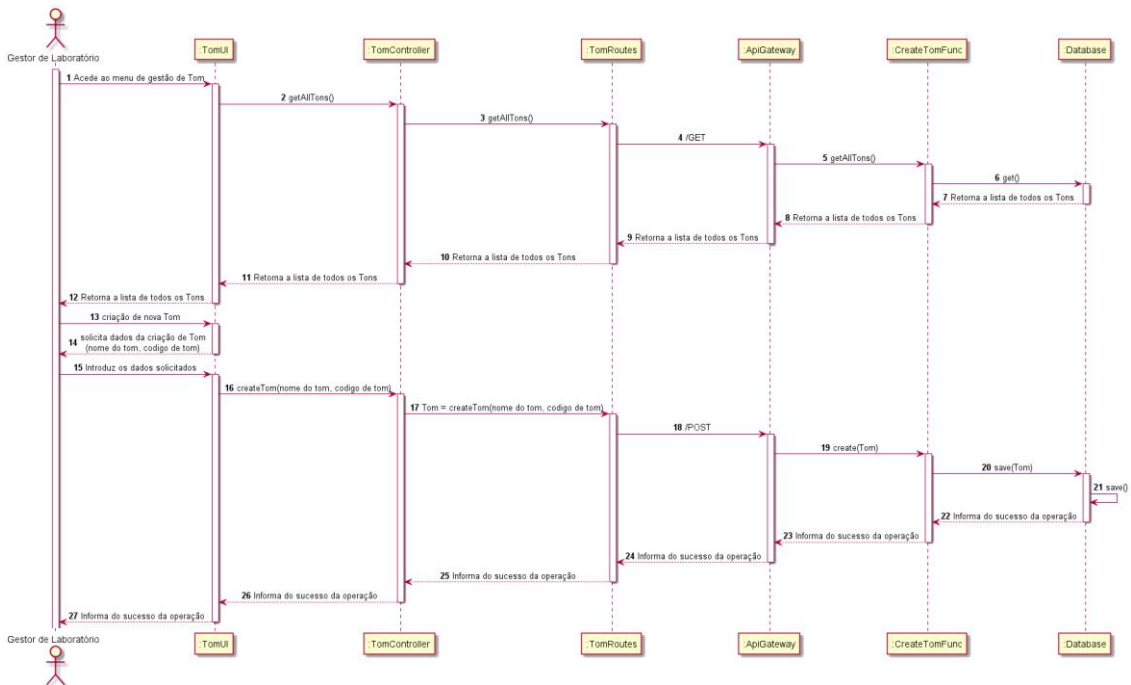 Gestor de Laboratório
:TomUI
:TomController
:TomRoutes
:ApiGateway
:CreateTomFunc
:Database
1 Acede ao menu de gestão de Tom
2 getAllTons()
3 getAllTons()
4 /GET
5 getAllTons()
6 get()
7 Retorna a lista de todos os Tons
8 Retorna a lista de todos os Tons
9 Retorna a lista de todos os Tons
10 Retorna a lista de todos os Tons
11 Retorna a lista de todos os Tons
12 Retorna a lista de todos os Tons
13 criação de nova Tom
14 solicita dados da criação de Tom
(nome do tom, codigo de tom)
15 Introduz os dados solicitados
16 createTom(nome do tom, codigo de tom)
17 Tom = createTom(nome do tom, codigo de tom)
18 /POST
19 create(Tom)
20 save(Tom)
21 save()
22 Informa do sucesso da operação
23 Informa do sucesso da operação
24 Informa do sucesso da operação
25 Informa do sucesso da operação
26 Informa do sucesso da operação
27 Informa do sucesso da operação
Gestor de Laboratório
:TomUI
:TomController
:TomRoutes
:ApiGateway
:CreateTomFunc
:Database